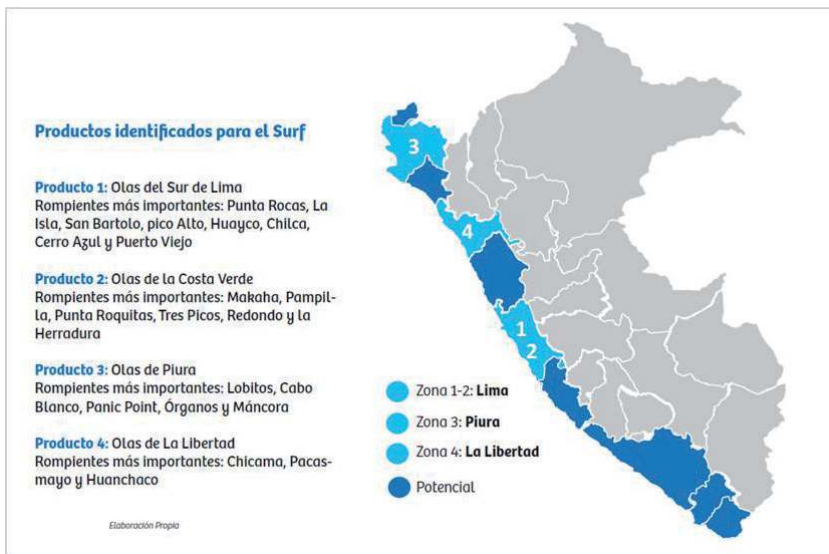 Productos identificados para el Surf
Producto 1: Olas del Sur de Lima
Rompientes más importantes: Punta Rocas, La
Isla, San Bartolo, pico Alto, Huayco, Chilca,
Cerro Azul y Puerto Viejo
Producto 2: Olas de la Costa Verde
Rompientes más importantes: Makaha, Pampil-
la, Punta Roquitas, Tres Picos, Redondo y la
Herradura
Producto 3: Olas de Piura
Rompientes más importantes: Lobitos, Cabo
Blanco, Panic Point, Órganos y Máncora
Producto 4: Olas de La Libertad
Rompientes más importantes: Chicama, Pacas-
mayo y Huanchaco
Elaboración Propia
3
4
1
2
Zona 1-2: Lima
Zona 3: Piura
Zona 4: La Libertad
Potencial